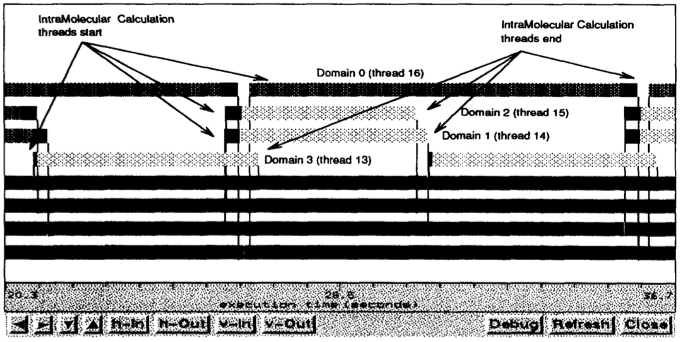 IntraMolecular Calculation
threads start
IntraMolecular Calculation
threads end
Domain 0 (thread 16)
Domain 2 (thread 15)
Domain 1 (thread 14)
Domain 3 (thread 13)
20.3
36.7
execution time (seconds)
h-In h-Out v-In v-Out Debug Refresh Close